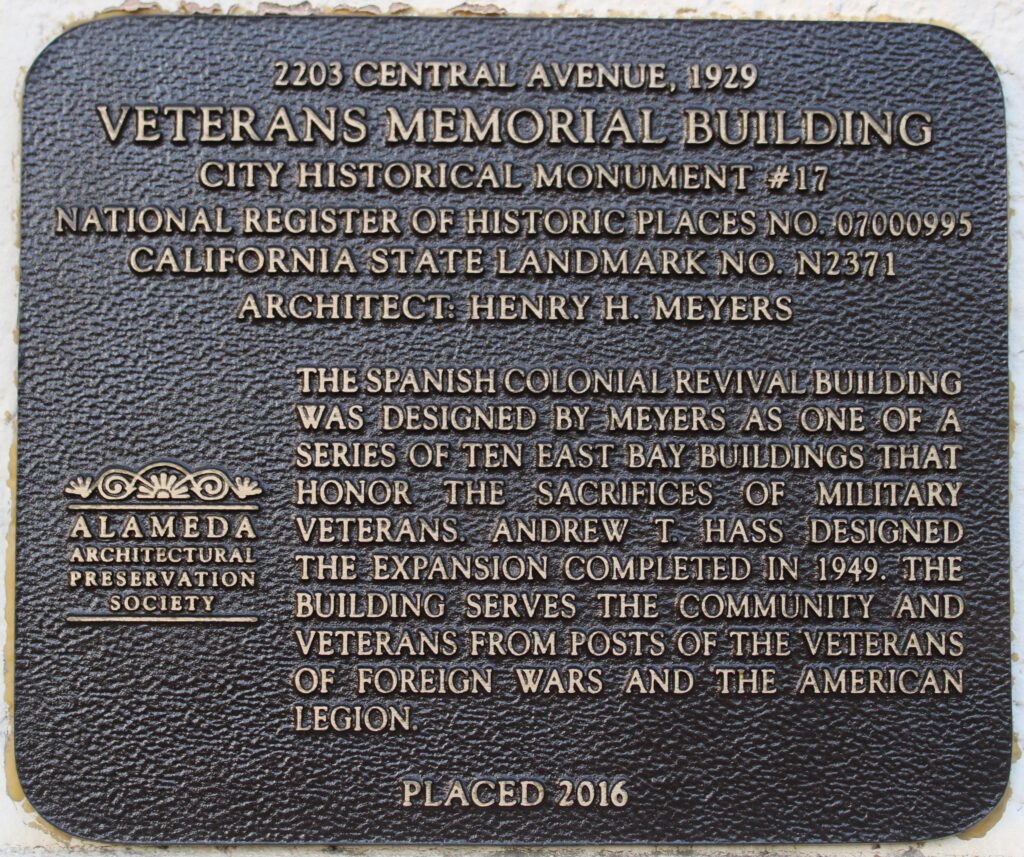 2203 CENTRAL AVENUE, 1929
VETERANS MEMORIAL BUILDING
CITY HISTORICAL MONUMENT #17
NATIONAL REGISTER OF HISTORIC PLACES NO. 07000995
CALIFORNIA STATE LANDMARK NO. N2371
ARCHITECT: HENRY H. MEYERS
THE SPANISH COLONIAL REVIVAL BUILDING
WAS DESIGNED BY MEYERS AS ONE OF A
SERIES OF TEN EAST BAY BUILDINGS THAT
HONOR THE SACRIFICES OF MILITARY
VETERANS. ANDREW T. HASS DESIGNED
THE EXPANSION COMPLETED IN 1949. THE
BUILDING SERVES THE COMMUNITY AND
VETERANS FROM POSTS OF THE VETERANS
OF FOREIGN WARS AND THE AMERICAN
LEGION.
ALAMEDA
ARCHITECTURAL
PRESERVATION
SOCIETY
PLACED 2016